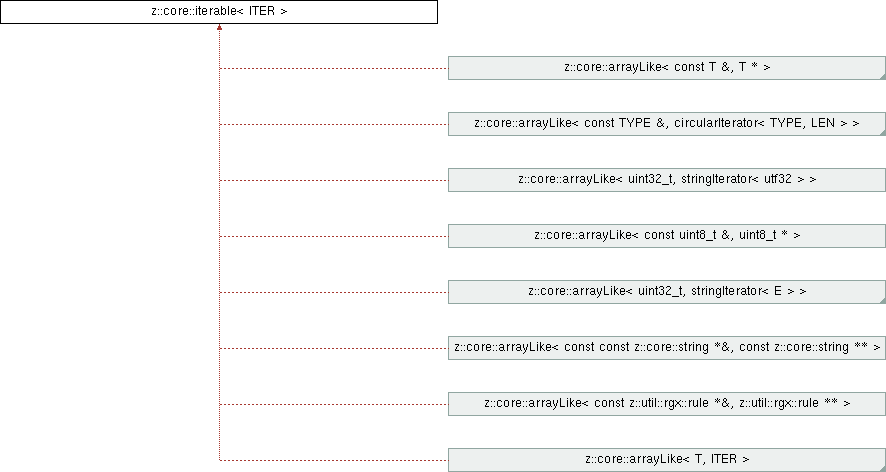 z::core::iterable< ITER >
z::core::arrayLike< const T &, T * >
z::core::arrayLike< const TYPE &, circularIterator< TYPE, LEN > >
z::core::arrayLike< uint32_t, stringIterator< utf32 > >
z::core::arrayLike< const uint8_t &, uint8_t * >
z::core::arrayLike< uint32_t, stringIterator< E > >
z::core::arrayLike< const const z::core::string *&, const z::core::string ** >
z::core::arrayLike< const z::util::rgx::rule *&, z::util::rgx::rule ** >
z::core::arrayLike< T, ITER >